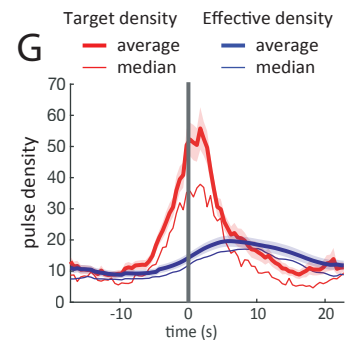 G
Target density Effective density
average average
median median
70
60
50
40
30
20
10
0
pulse density
-10 0 10 20
time (s)